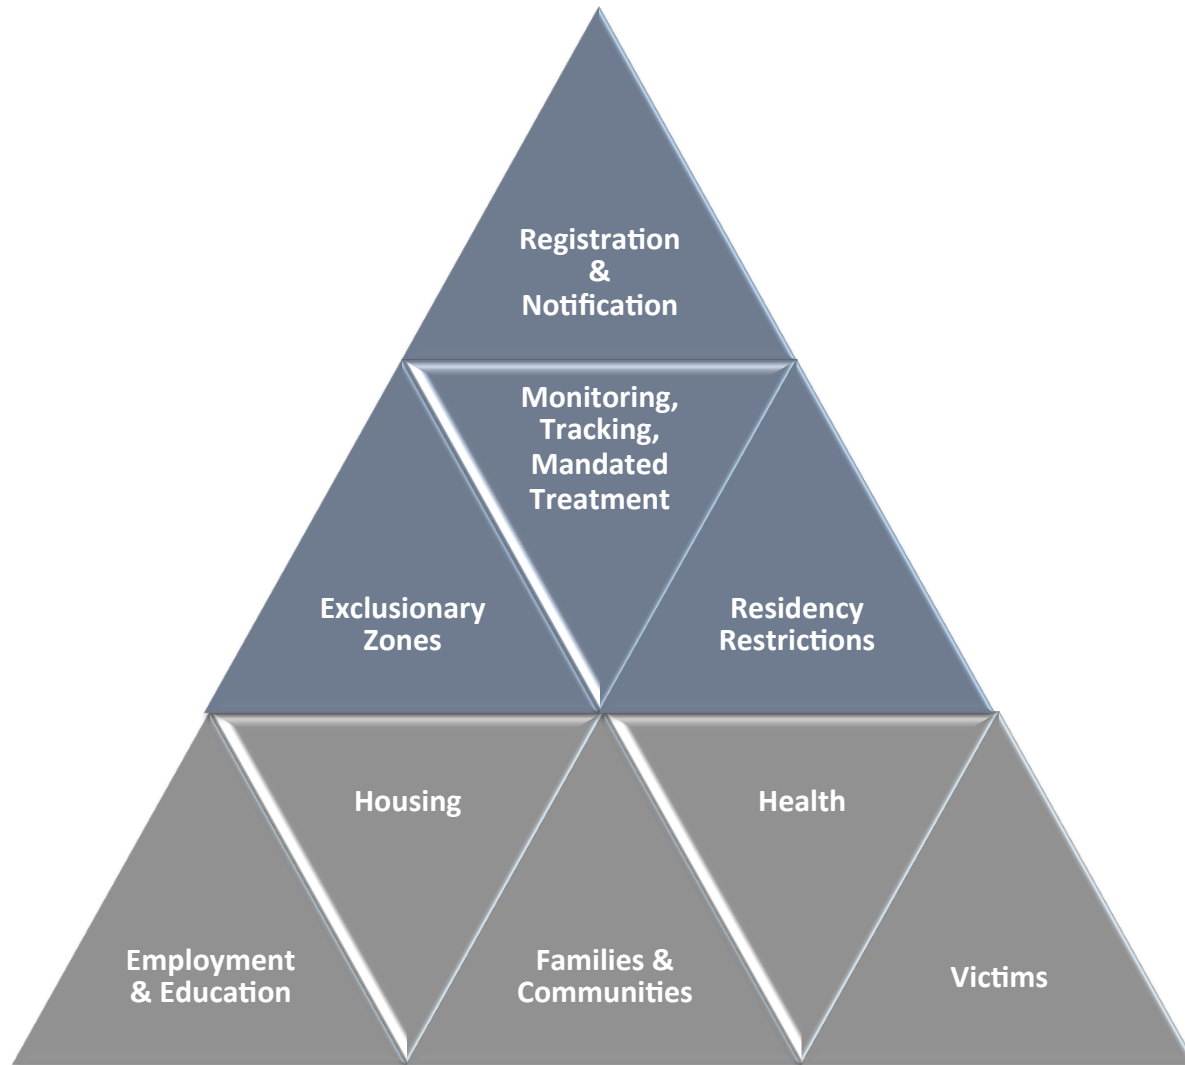 Registration
&
Notification
Monitoring,
Tracking,
Mandated
Treatment
Exclusionary
Zones
Residency
Restrictions
Housing
Health
Employment
& Education
Families &
Communities
Victims